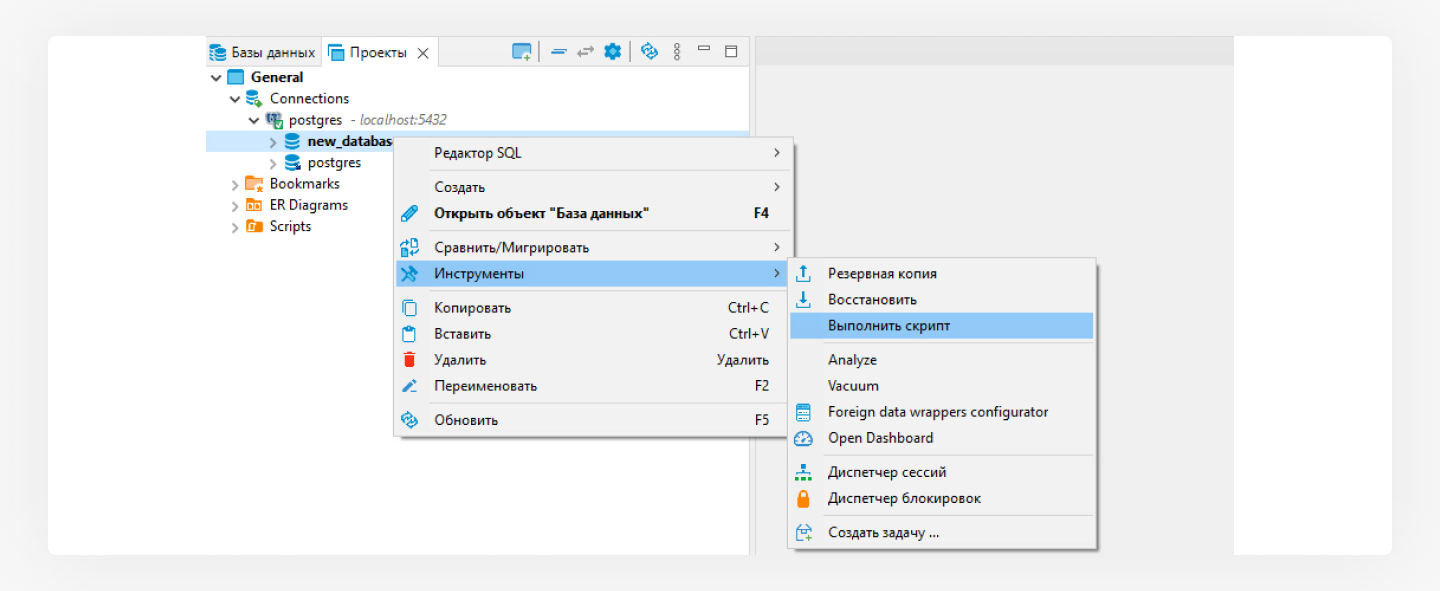 Базы данных Проекты
General
Connections
postgres - localhost:5432
new_databas
postgres
Bookmarks
ER Diagrams
Scripts
Редактор SQL
Создать
Открыть объект "База данных" F4
Сравнить/Мигрировать
Инструменты
Копировать Ctrl+C
Вставить Ctrl+V
Удалить Удалить
Переименовать F2
Обновить F5
Резервная копия
Восстановить
Выполнить скрипт
Analyze
Vacuum
Foreign data wrappers configurator
Open Dashboard
Диспетчер сессий
Диспетчер блокировок
Создать задачу ...